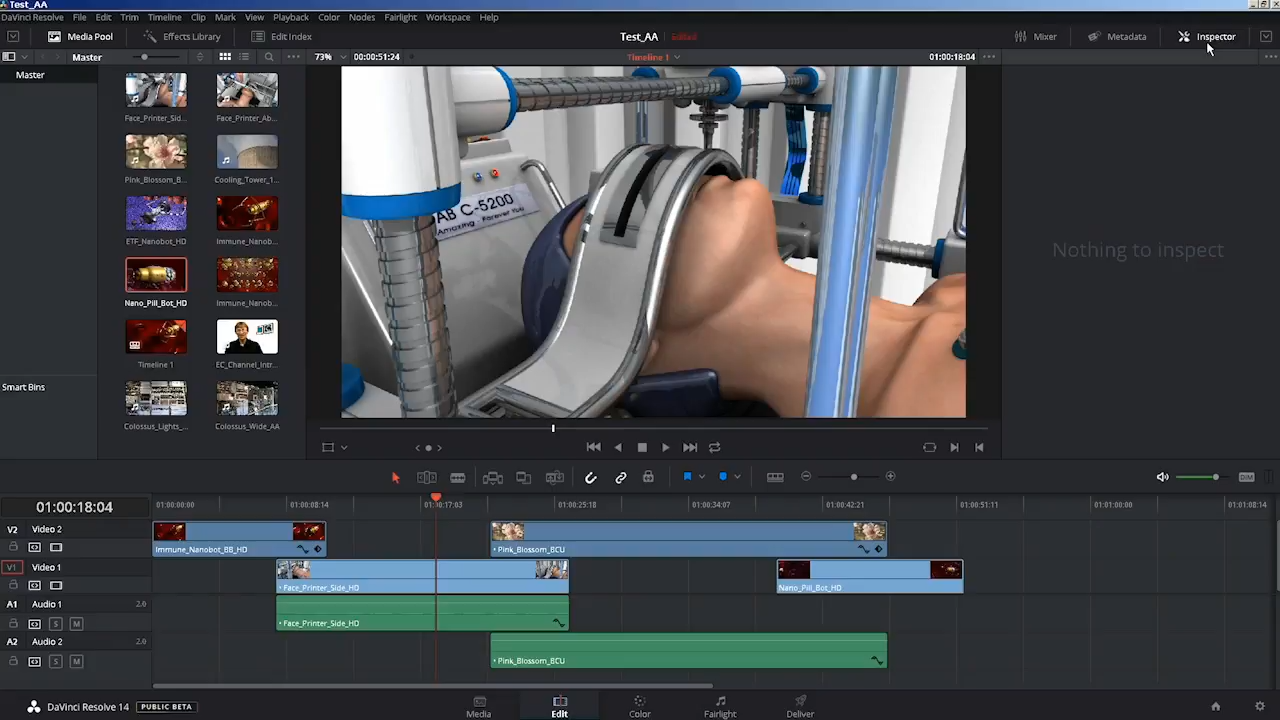 Test_AA
DaVinci Resolve File Edit Trim Timeline Clip Mark View Playback Color Nodes Fairlight Workspace Help
Media Pool Effects Library Edit Index Test_AA Edited Mixer Metadata Inspector
Master 73% 00:00:51:24 Timeline 1 01:00:18:04
Master
Face_Printer_Sid... Face_Printer_Ab...
Pink_Blossom_B... Cooling_Tower_1...
ETF_Nanobot_HD Immune_Nanob...
Nano_Pill_Bot_HD Immune_Nanob...
Timeline 1 EC_Channel_Intr...
Smart Bins
Colossus_Lights_... Colossus_Wide_AA
AB C-5200
Amazing - Forever You
Nothing to inspect
DIM
01:00:18:04 01:00:00:00 01:00:08:14 01:00:17:03 01:00:25:18 01:00:34:07 01:00:42:21 01:00:51:11 01:01:00:00 01:01:08:14
V2 Video 2
Immune_Nanobot_BB_HD Pink_Blossom_BCU
V1 Video 1
Face_Printer_Side_HD Nano_Pill_Bot_HD
A1 Audio 1 2.0
S M Face_Printer_Side_HD
A2 Audio 2 2.0
S M Pink_Blossom_BCU
DaVinci Resolve 14 PUBLIC BETA Media Edit Color Fairlight Deliver